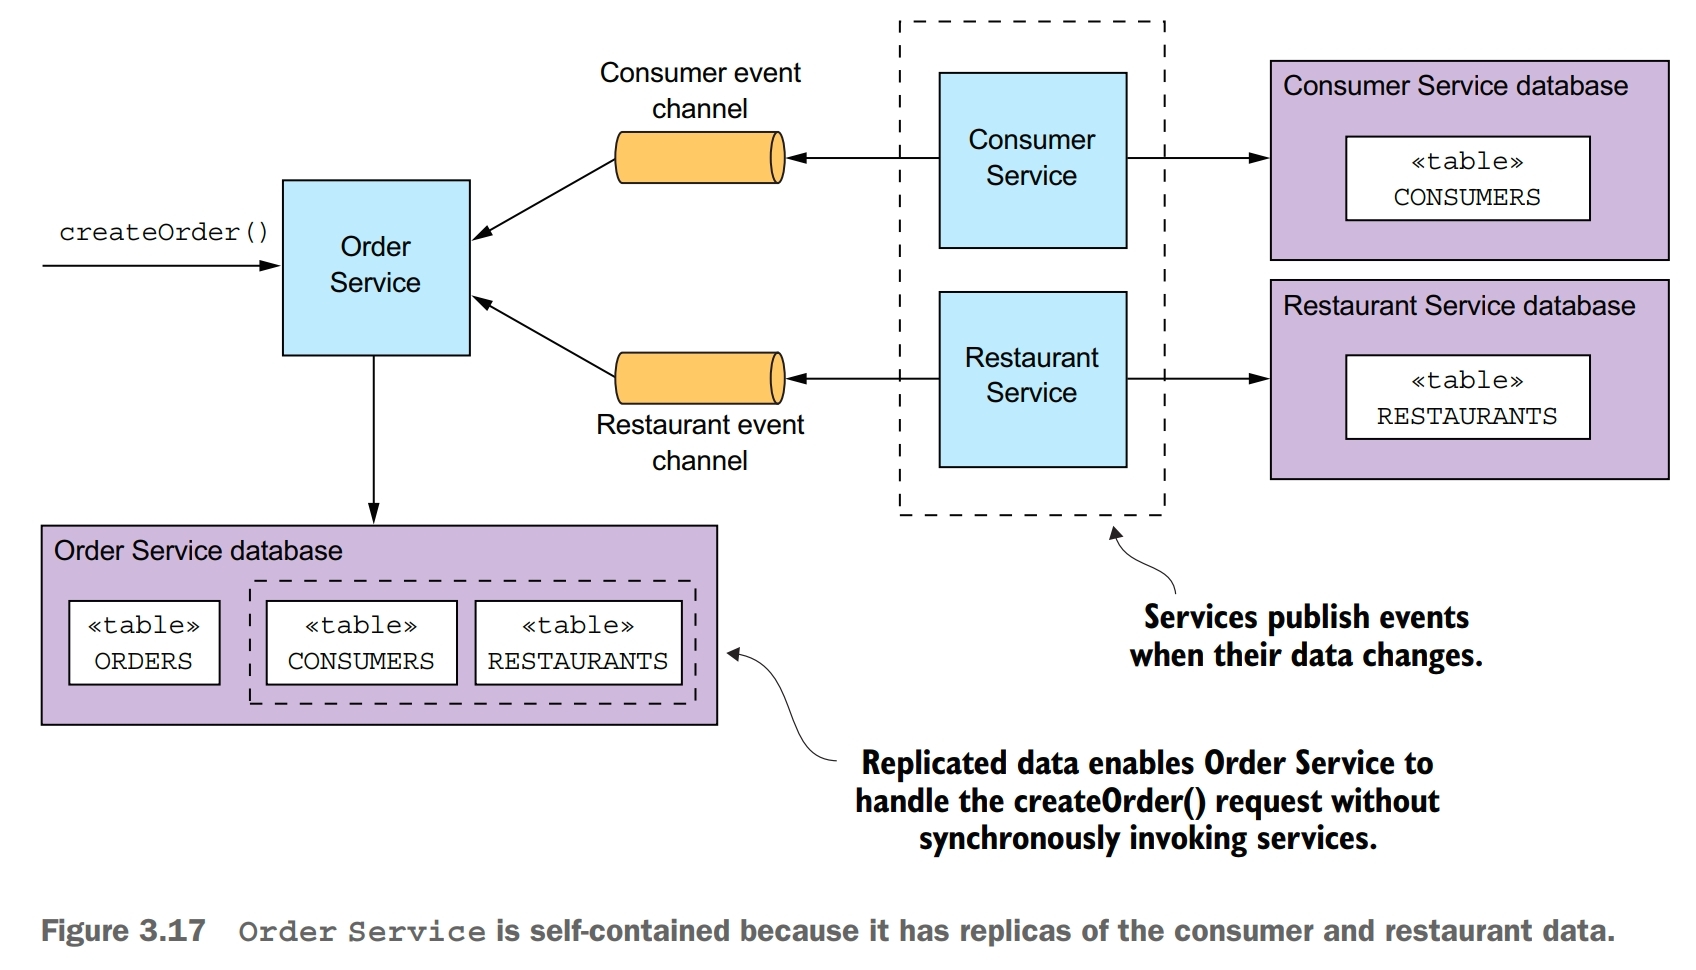 Consumer event
channel
Consumer
Service
Consumer Service database
«table»
CONSUMERS
createOrder()
Order
Service
Restaurant
Service
Restaurant Service database
«table»
RESTAURANTS
Restaurant event
channel
Order Service database
«table»
ORDERS
«table»
CONSUMERS
«table»
RESTAURANTS
Services publish events
when their data changes.
Replicated data enables Order Service to
handle the createOrder() request without
synchronously invoking services.
Figure 3.17 Order Service is self-contained because it has replicas of the consumer and restaurant data.